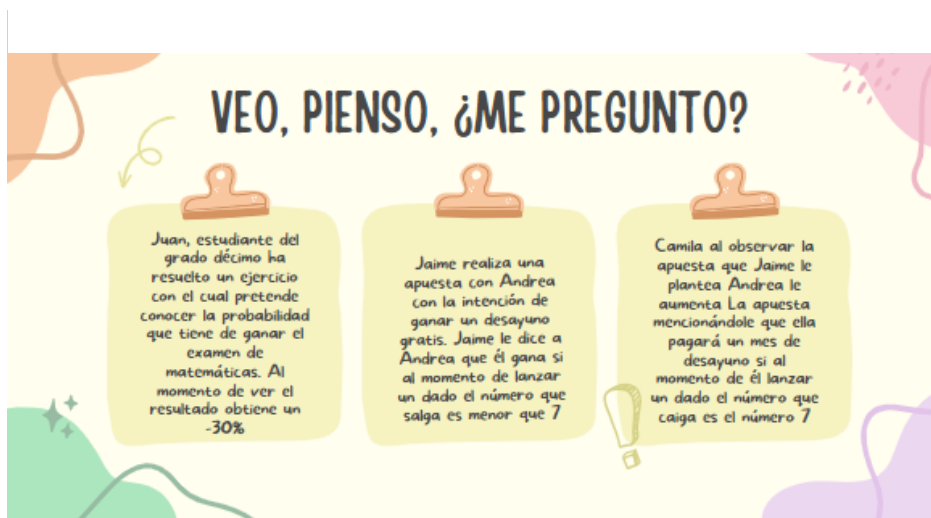 VEO, PIENSO, ¿ME PREGUNTO?
Juan, estudiante del
grado décimo ha
resuelto un ejercicio
con el cual pretende
conocer la probabilidad
que tiene de ganar el
examen de
matemáticas. Al
momento de ver el
resultado obtiene un
-30%
Jaime realiza una
apuesta con Andrea
con la intención de
ganar un desayuno
gratis. Jaime le dice a
Andrea que él gana si
al momento de lanzar
un dado el número que
salga es menor que 7
Camila al observar la
apuesta que Jaime le
plantea Andrea le
aumenta La apuesta
mencionándole que ella
pagará un mes de
desayuno si al
momento de él lanzar
un dado el número que
caiga es el número 7